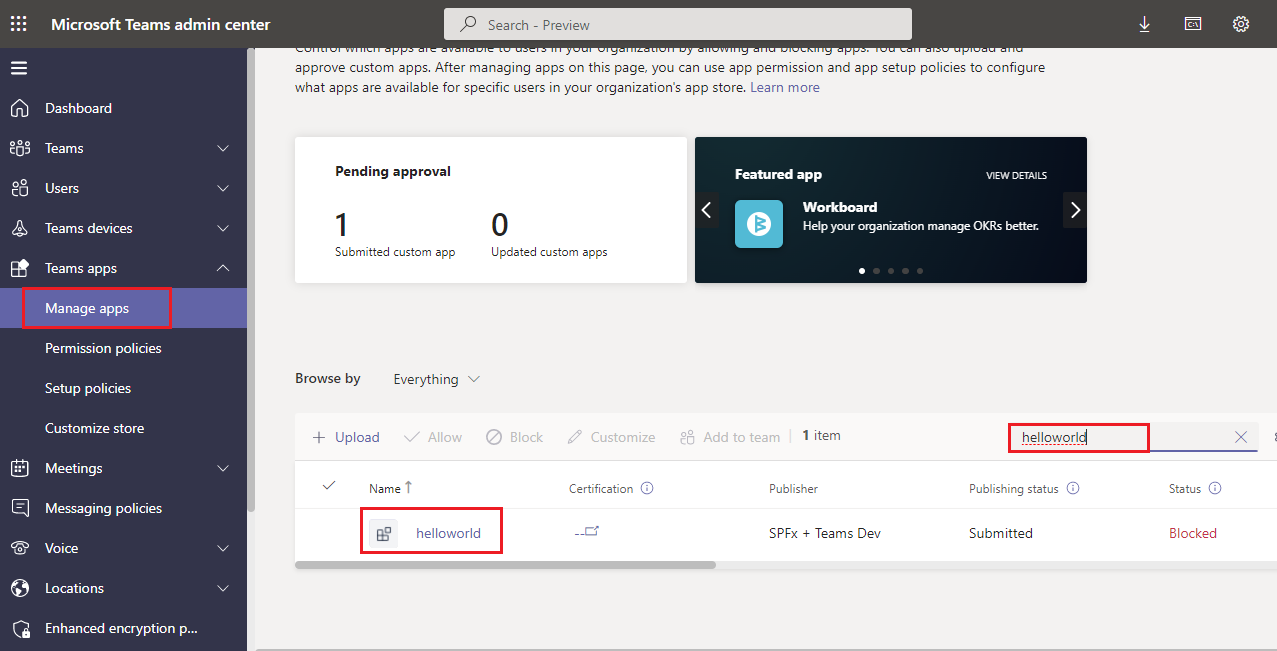 Microsoft Teams admin center
Search - Preview
Control which apps are available to users in your organization by allowing and blocking apps. You can also upload and
approve custom apps. After managing apps on this page, you can use app permission and app setup policies to configure
what apps are available for specific users in your organization's app store. Learn more
Dashboard
Teams
Users
Teams devices
Teams apps
Manage apps
Permission policies
Setup policies
Customize store
Meetings
Messaging policies
Voice
Locations
Enhanced encryption p...
Pending approval
1 0
Submitted custom app Updated custom apps
Featured app VIEW DETAILS
Workboard
Help your organization manage OKRs better.
Browse by Everything
Upload Allow Block Customize Add to team 1 item helloworld
Name Certification Publisher Publishing status Status
helloworld -- SPFx + Teams Dev Submitted Blocked